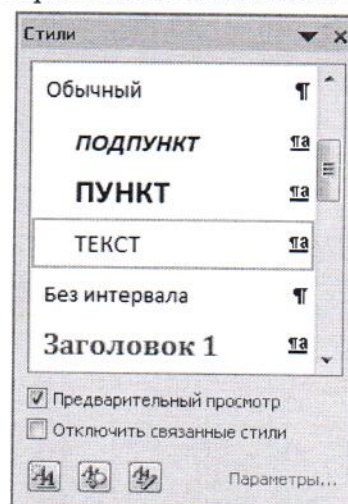 Стили
Обычный ¶
ПОДПУНКТ ¶a
ПУНКТ ¶a
ТЕКСТ ¶a
Без интервала ¶
Заголовок 1 ¶a
Предварительный просмотр
Отключить связанные стили
Параметры...